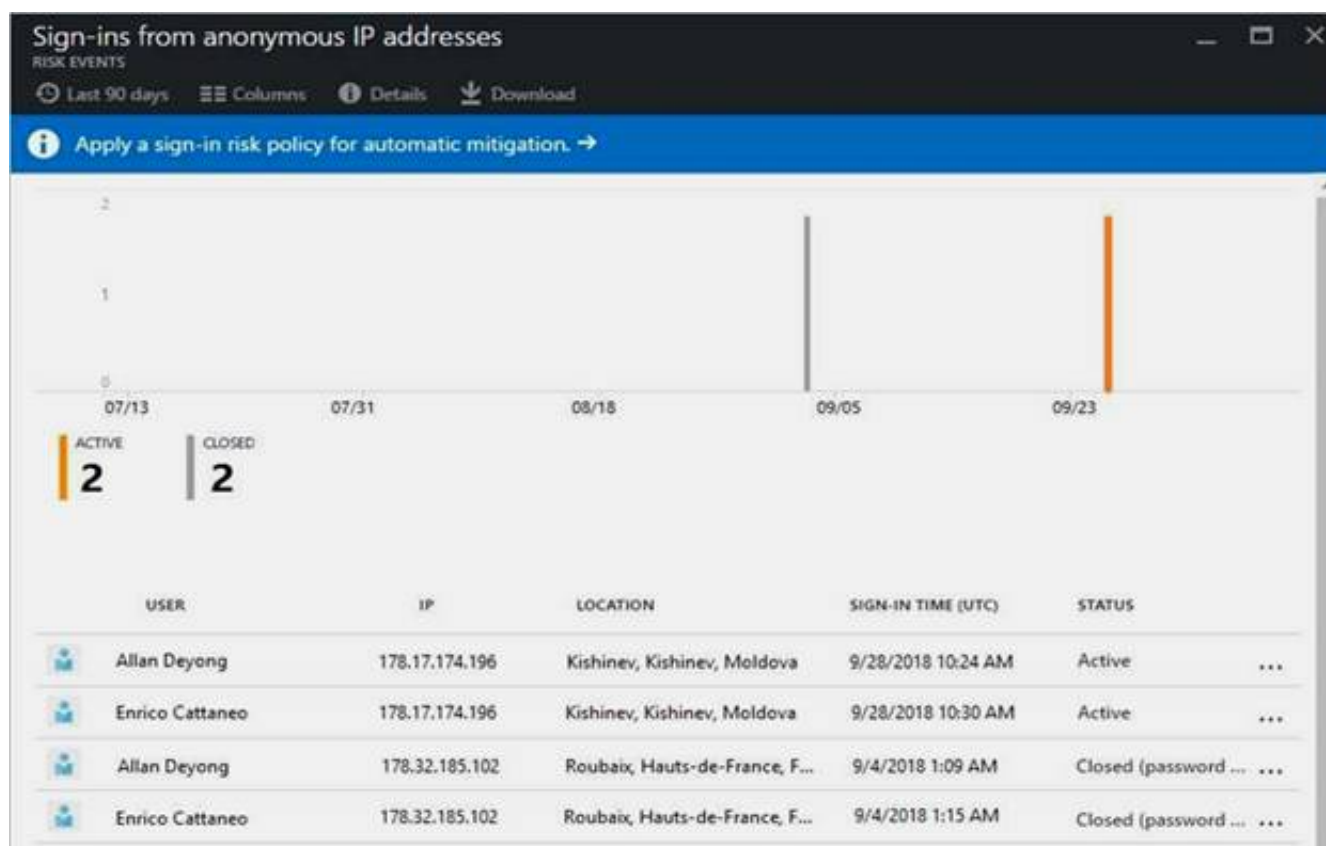 Sign-ins from anonymous IP addresses
RISK EVENTS
Last 90 days Columns Details Download
Apply a sign-in risk policy for automatic mitigation. →
2
1
0
07/13 07/31 08/18 09/05 09/23
ACTIVE CLOSED
2 2
USER IP LOCATION SIGN-IN TIME (UTC) STATUS
Allan Deyong 178.17.174.196 Kishinev, Kishinev, Moldova 9/28/2018 10:24 AM Active ...
Enrico Cattaneo 178.17.174.196 Kishinev, Kishinev, Moldova 9/28/2018 10:30 AM Active ...
Allan Deyong 178.32.185.102 Roubaix, Hauts-de-France, F... 9/4/2018 1:09 AM Closed (password ... ...
Enrico Cattaneo 178.32.185.102 Roubaix, Hauts-de-France, F... 9/4/2018 1:15 AM Closed (password ... ...